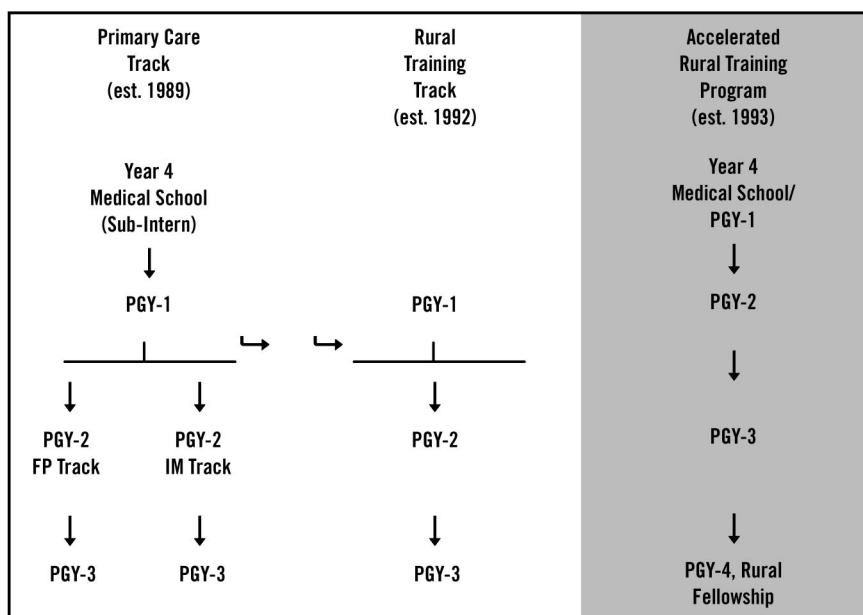 Primary Care
Track
(est. 1989)
Rural
Training
Track
(est. 1992)
Accelerated
Rural Training
Program
(est. 1993)
Year 4
Medical School
(Sub-Intern)
Year 4
Medical School/
PGY-1
PGY-1
PGY-1
PGY-2
PGY-2
FP Track
PGY-2
IM Track
PGY-2
PGY-3
PGY-3
PGY-3
PGY-3
PGY-4, Rural
Fellowship